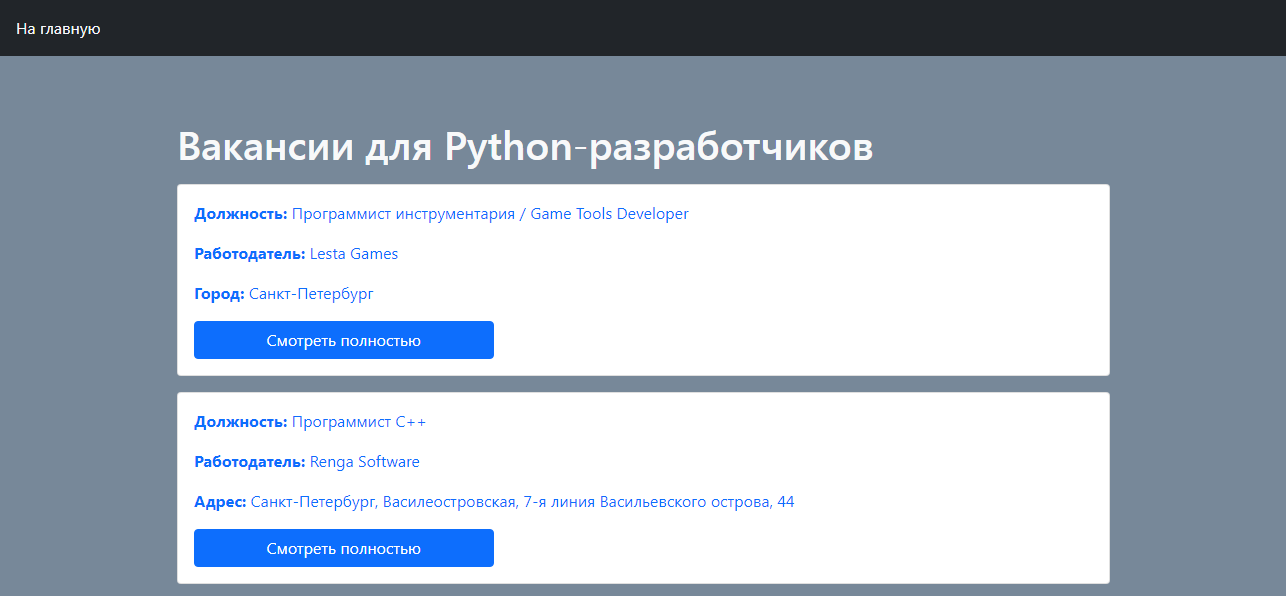 На главную
Вакансии для Python-разработчиков
Должность: Программист инструментария / Game Tools Developer
Работодатель: Lesta Games
Город: Санкт-Петербург
Смотреть полностью
Должность: Программист C++
Работодатель: Renga Software
Адрес: Санкт-Петербург, Василеостровская, 7-я линия Васильевского острова, 44
Смотреть полностью